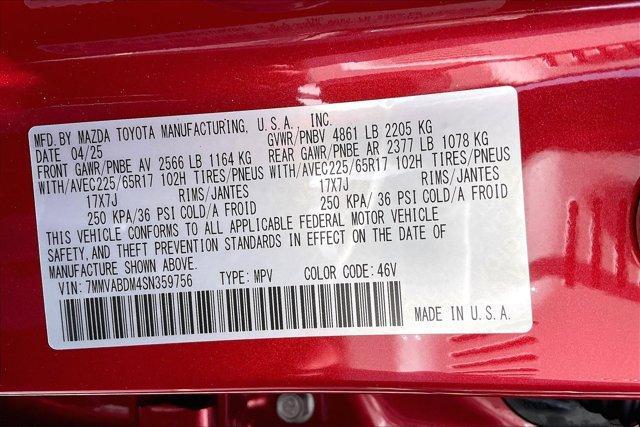 MFD. BY MAZDA TOYOTA MANUFACTURING, U.S.A. INC.
DATE 04/25 GVWR/PNBV 4861 LB 2205 KG
FRONT GAWR/PNBE AV 2566 LB 1164 KG REAR GAWR/PNBE AR 2377 LB 1078 KG
WITH/AVEC225/65R17 102H TIRES/PNEUS WITH/AVEC225/65R17 102H TIRES/PNEUS
17X7J RIMS/JANTES 17X7J RIMS/JANTES
250 KPA/36 PSI COLD/A FROID 250 KPA/ 36 PSI COLD/A FROID
THIS VEHICLE CONFORMS TO ALL APPLICABLE FEDERAL MOTOR VEHICLE
SAFETY, AND THEFT PREVENTION STANDARDS IN EFFECT ON THE DATE OF
MANUFACTURE SHOWN ABOVE.
VIN: 7MMVABDM4SN359756 TYPE: MPV COLOR CODE: 46V
MADE IN U.S.A.